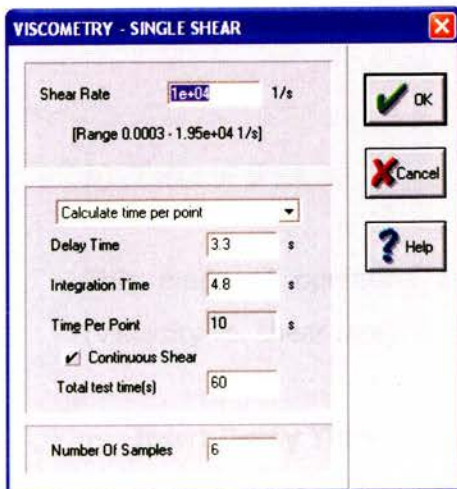 VISCOMETRY - SINGLE SHEAR
Shear Rate 1e+04 1/s
[Range 0.0003 - 1.95e+04 1/s]
Calculate time per point
Delay Time 3.3 s
Integration Time 4.8 s
Time Per Point 10 s
Continuous Shear
Total test time(s) 60
Number Of Samples 6
OK
Cancel
Help